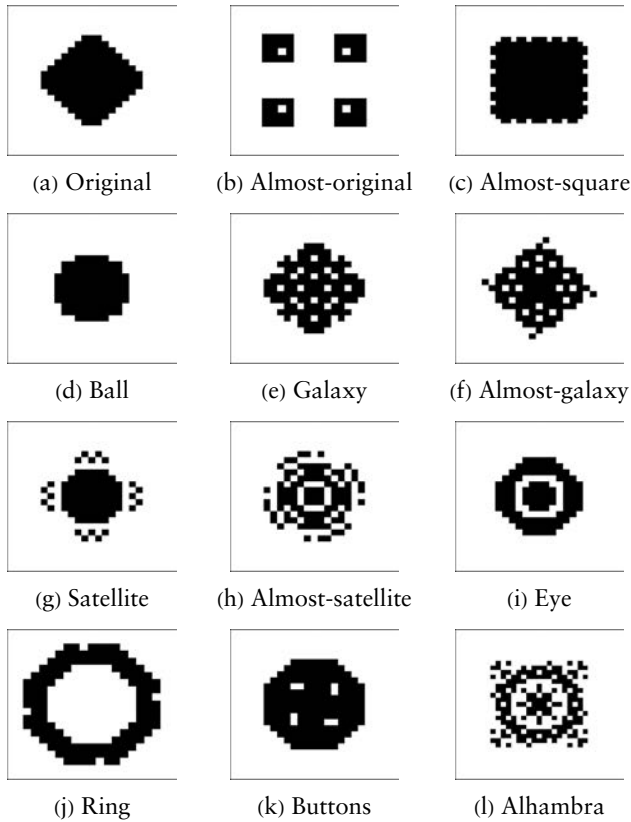 (a) Original
(b) Almost-original
(c) Almost-square
(d) Ball
(e) Galaxy
(f) Almost-galaxy
(g) Satellite
(h) Almost-satellite
(i) Eye
(j) Ring
(k) Buttons
(l) Alhambra